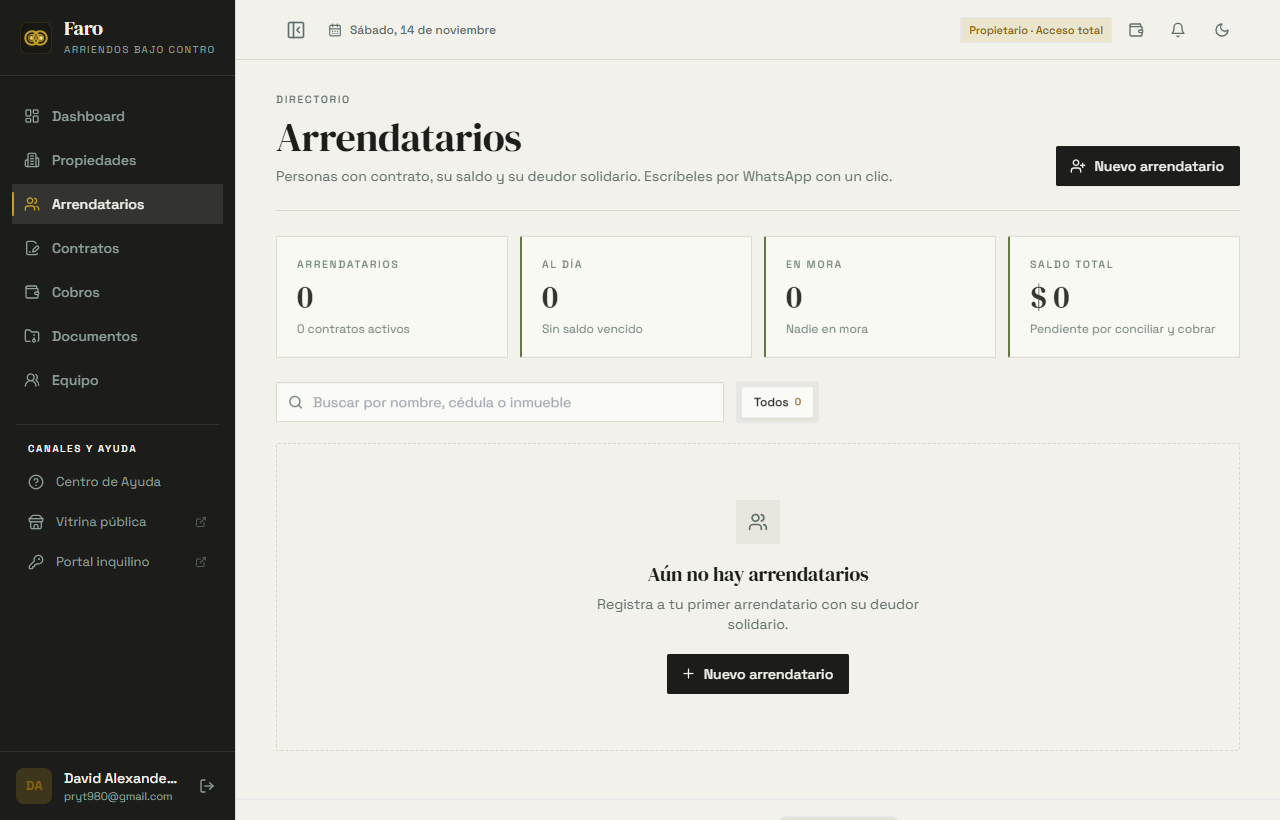 Faro
ARRIENDOS BAJO CONTRO
Dashboard
Propiedades
Arrendatarios
Contratos
Cobros
Documentos
Equipo
CANALES Y AYUDA
Centro de Ayuda
Vitrina pública
Portal inquilino
DA
David Alexande...
pryt980@gmail.com
Sábado, 14 de noviembre
Propietario · Acceso total
DIRECTORIO
Arrendatarios
Personas con contrato, su saldo y su deudor solidario. Escríbeles por WhatsApp con un clic.
Nuevo arrendatario
ARRENDATARIOS
0
0 contratos activos
AL DÍA
0
Sin saldo vencido
EN MORA
0
Nadie en mora
SALDO TOTAL
$ 0
Pendiente por conciliar y cobrar
Buscar por nombre, cédula o inmueble
Todos 0
Aún no hay arrendatarios
Registra a tu primer arrendatario con su deudor
solidario.
Nuevo arrendatario